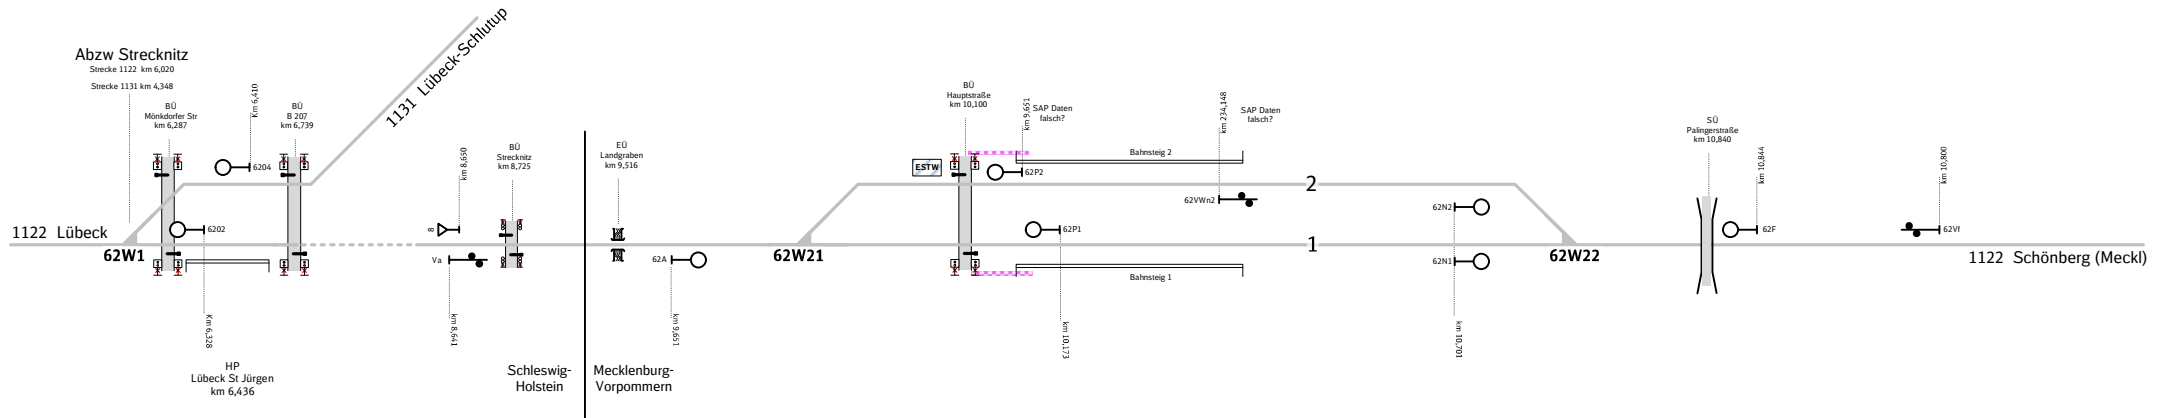 Abzw Strecknitz
Strecke 1122 km 6,020
Strecke 1131 km 4,348
BÜ
Mönkdorfer Str
km 6,287
Km 6,410
BÜ
B 207
km 6,739
1131 Lübeck-Schlutup
6204
6202
1122 Lübeck
62W1
Km 6,328
HP
Lübeck St Jürgen
km 6,436
km 8,650
8
Va
km 8,641
BÜ
Strecknitz
km 8,725
Schleswig-
Holstein
Mecklenburg-
Vorpommern
EÜ
Landgraben
km 9,516
62A
km 9,651
62W21
BÜ
Hauptstraße
km 10,100
ESTW
km 9,651
SAP Daten
falsch?
62P2
62P1
km 10,173
Bahnsteig 2
Bahnsteig 1
km 234,148
SAP Daten
falsch?
62VWn2
2
1
62N2
62N1
km 10,701
62W22
SÜ
Palingerstraße
km 10,840
km 10,844
62F
km 10,800
62Vf
1122 Schönberg (Meckl)